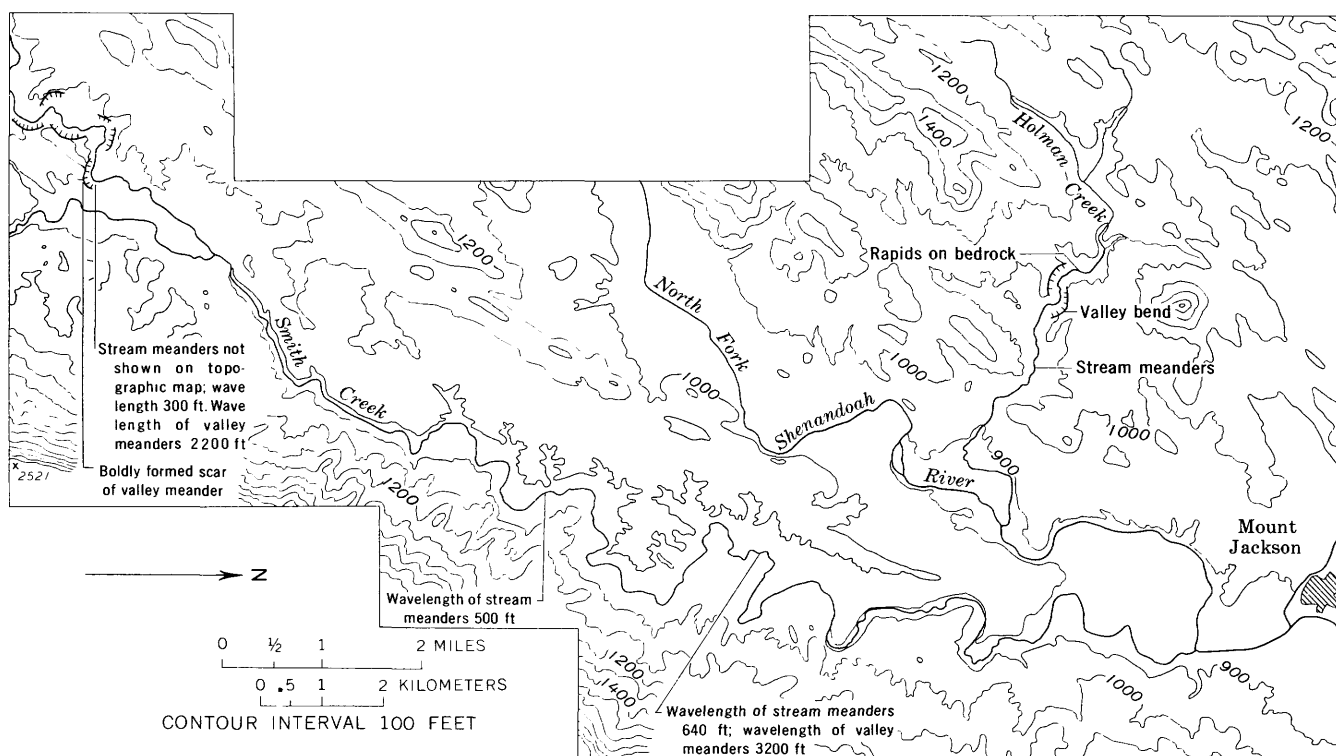 1200
1400
Holman Creek
1200
1200
Rapids on bedrock
Valley bend
North Fork
Smith Creek
Stream meanders not
shown on topo-
graphic map; wave
length 300 ft. Wave
length of valley
meanders 2200 ft
1000
1000
Stream meanders
Shenandoah River
1000
900
x
2521
Boldly formed scar
of valley meander
1200
Mount
Jackson
N
Wavelength of stream
meanders 500 ft
0 ½ 1 2 MILES
0 .5 1 2 KILOMETERS
CONTOUR INTERVAL 100 FEET
1200
1400
900
1000
Wavelength of stream meanders
640 ft; wavelength of valley
meanders 3200 ft